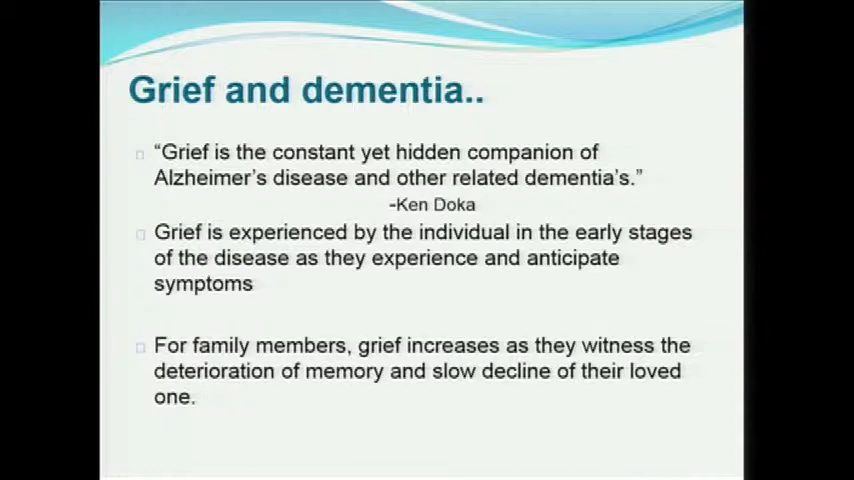 Grief and dementia..
“Grief is the constant yet hidden companion of
Alzheimer’s disease and other related dementia’s.”
-Ken Doka
Grief is experienced by the individual in the early stages
of the disease as they experience and anticipate
symptoms
For family members, grief increases as they witness the
deterioration of memory and slow decline of their loved
one.